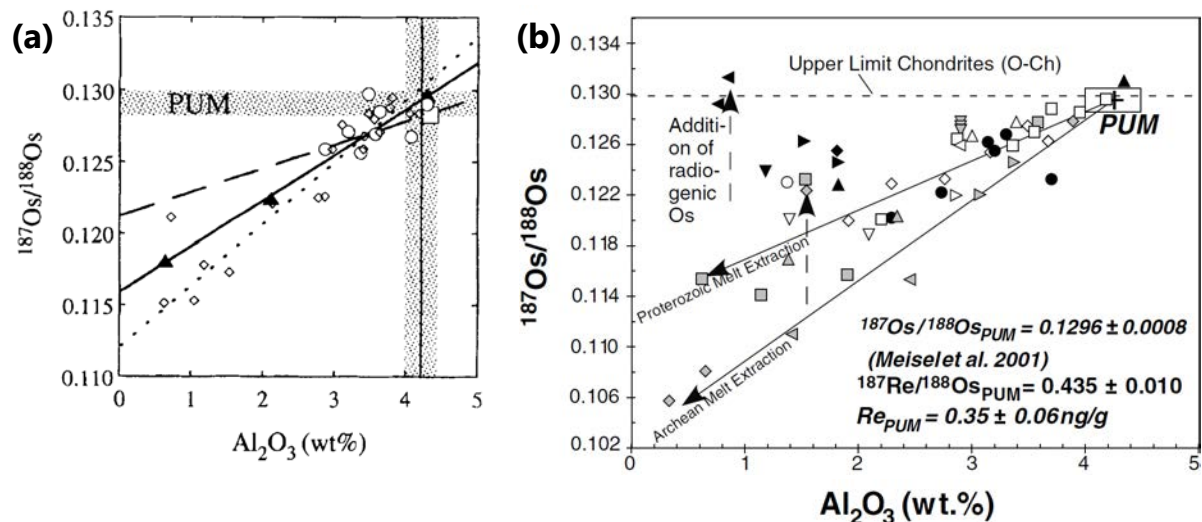 (a)
0.135
0.130
0.125
0.120
0.115
0.110
187Os/188Os
PUM
0
1
2
3
4
5
Al2O3 (wt%)
(b)
0.134
0.130
0.126
0.122
0.118
0.114
0.110
0.106
0.102
187Os/188Os
Upper Limit Chondrites (O-Ch)
PUM
Additi-
on of
radio-
genic
Os
Proterozoic Melt Extraction
Archean Melt Extraction
187Os/188OsPUM = 0.1296 ± 0.0008
(Meisel et al. 2001)
187Re/188OsPUM = 0.435 ± 0.010
RePUM = 0.35 ± 0.06 ng/g
0
1
2
3
4
5
Al2O3 (wt.%)